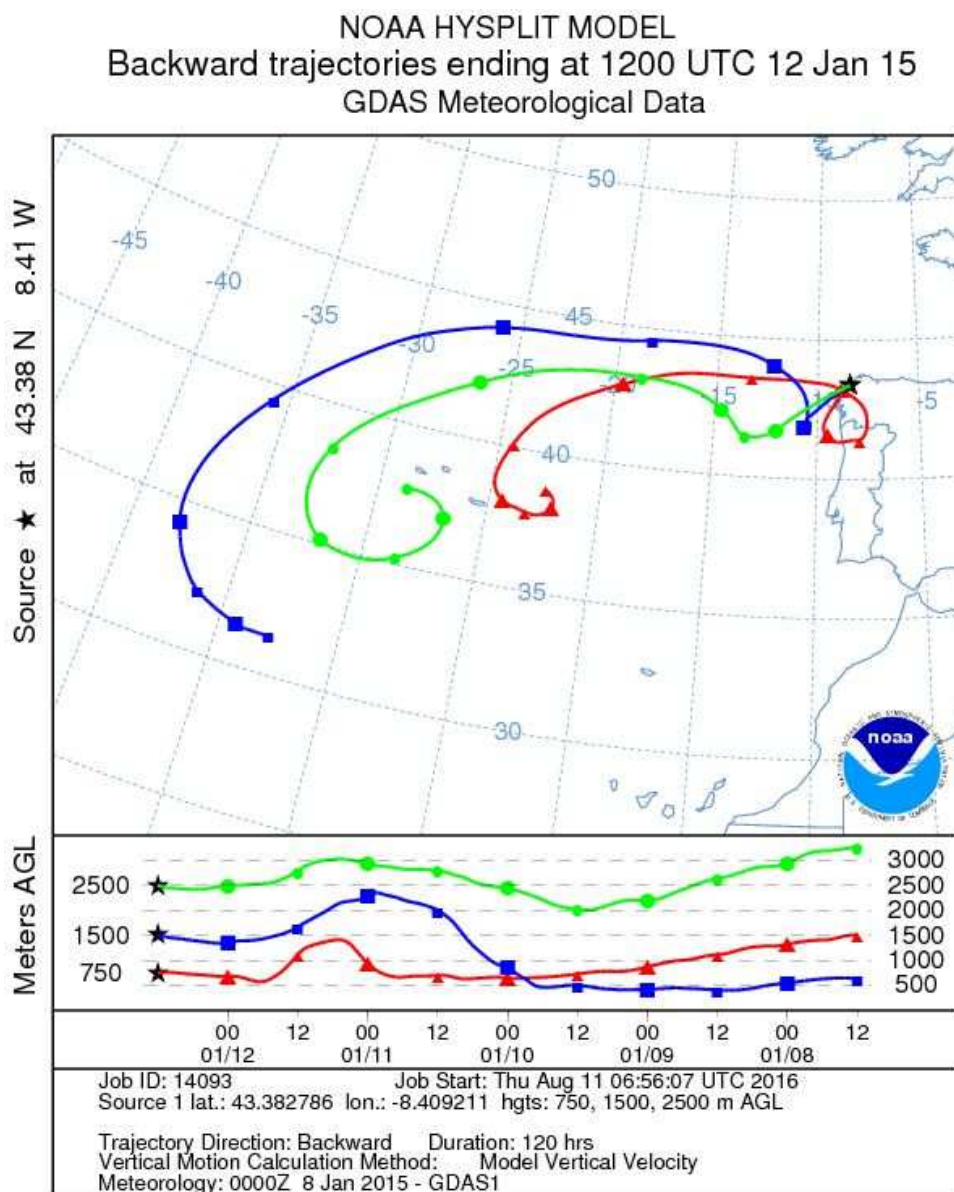 NOAA HYSPLIT MODEL
Backward trajectories ending at 1200 UTC 12 Jan 15
GDAS Meteorological Data
Source ★ at 43.38 N 8.41 W
50
-45
-40
-35
-30
45
-25
-20
15
10
-5
40
35
30
noaa
Meters AGL
2500
1500
750
3000
2500
2000
1500
1000
500
00 12 00 12 00 12 00 12 00 12
01/12 01/11 01/10 01/09 01/08
Job ID: 14093 Job Start: Thu Aug 11 06:56:07 UTC 2016
Source 1 lat.: 43.382786 lon.: -8.409211 hgts: 750, 1500, 2500 m AGL
Trajectory Direction: Backward Duration: 120 hrs
Vertical Motion Calculation Method: Model Vertical Velocity
Meteorology: 0000Z 8 Jan 2015 - GDAS1